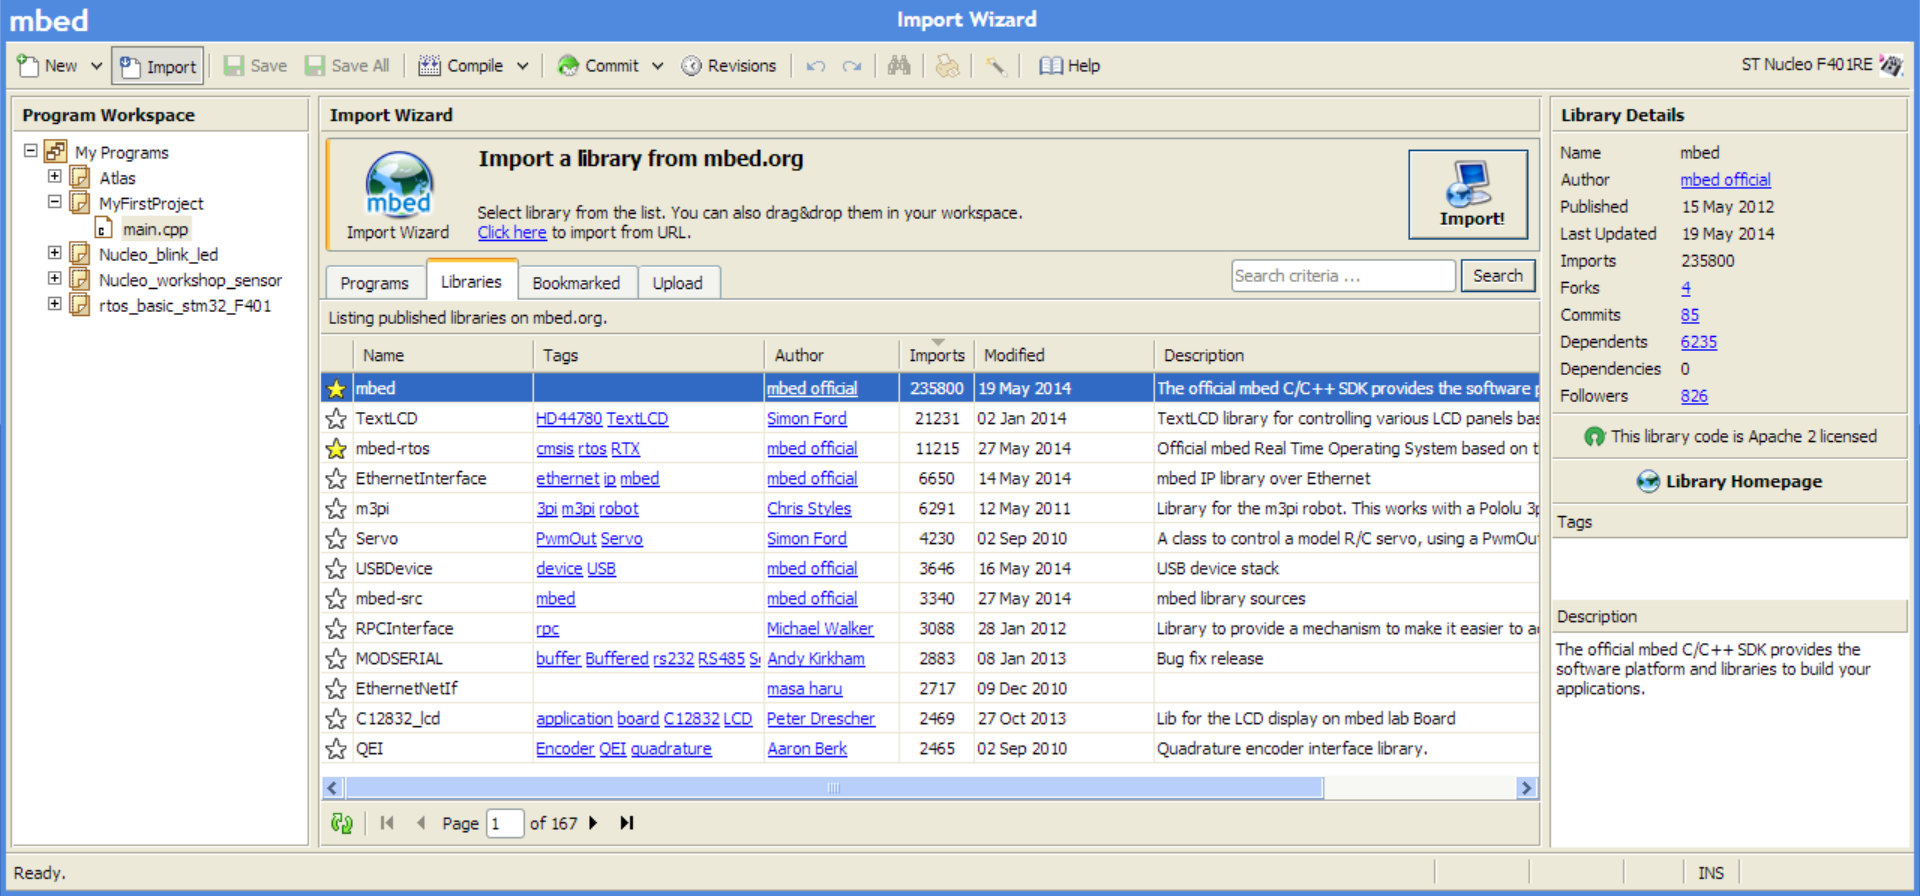 mbed
Import Wizard
New Import Save Save All Compile Commit Revisions Help
ST Nucleo F401RE
Program Workspace
My Programs
Atlas
MyFirstProject
main.cpp
Nucleo_blink_led
Nucleo_workshop_sensor
rtos_basic_stm32_F401
Import Wizard
mbed
Import Wizard
Import a library from mbed.org
Select library from the list. You can also drag&drop them in your workspace.
Click here to import from URL.
Import!
Programs Libraries Bookmarked Upload
Search criteria ... Search
Listing published libraries on mbed.org.
Name Tags Author Imports Modified Description
mbed mbed official 235800 19 May 2014 The official mbed C/C++ SDK provides the software
TextLCD HD44780 TextLCD Simon Ford 21231 02 Jan 2014 TextLCD library for controlling various LCD panels bas
mbed-rtos cmsis rtos RTX mbed official 11215 27 May 2014 Official mbed Real Time Operating System based on t
EthernetInterface ethernet ip mbed mbed official 6650 14 May 2014 mbed IP library over Ethernet
m3pi 3pi m3pi robot Chris Styles 6291 12 May 2011 Library for the m3pi robot. This works with a Pololu 3p
Servo PwmOut Servo Simon Ford 4230 02 Sep 2010 A class to control a model R/C servo, using a PwmOu
USBDevice device USB mbed official 3646 16 May 2014 USB device stack
mbed-src mbed mbed official 3340 27 May 2014 mbed library sources
RPCInterface rpc Michael Walker 3088 28 Jan 2012 Library to provide a mechanism to make it easier to a
MODSERIAL buffer Buffered rs232 RS485 S Andy Kirkham 2883 08 Jan 2013 Bug fix release
EthernetNetIf masa haru 2717 09 Dec 2010
C12832_lcd application board C12832 LCD Peter Drescher 2469 27 Oct 2013 Lib for the LCD display on mbed lab Board
QEI Encoder QEI quadrature Aaron Berk 2465 02 Sep 2010 Quadrature encoder interface library.
Page 1 of 167
Library Details
Name mbed
Author mbed official
Published 15 May 2012
Last Updated 19 May 2014
Imports 235800
Forks 4
Commits 85
Dependents 6235
Dependencies 0
Followers 826
This library code is Apache 2 licensed
Library Homepage
Tags
Description
The official mbed C/C++ SDK provides the
software platform and libraries to build your
applications.
Ready.
INS